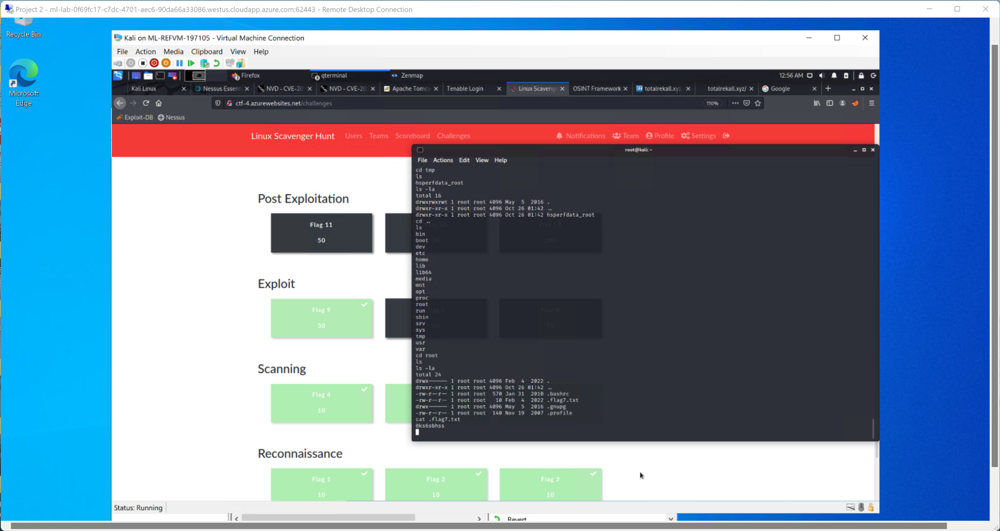 Project 2 - ml-lab-0f69fc17-c7dc-4701-aec6-90da66a33086.westus.cloudapp.azure.com:62443 - Remote Desktop Connection
Recycle Bin
Microsoft
Edge
Kali on ML-REFVM-197105 - Virtual Machine Connection
File Action Media Clipboard View Help
Firefox qterminal Zenmap 12:56 AM
Kali Linux Nessus Essent NVD - CVE-20 NVD - CVE-20 Apache Tomca Tenable Login Linux Scaveng OSINT Framework totalrekall.xyz totalrekall.xyz/ Google
ctf-4.azurewebsites.net/challenges 110%
Exploit-DB Nessus
Linux Scavenger Hunt Users Teams Scoreboard Challenges Notifications Team Profile Settings
Post Exploitation
Flag 11
50
Exploit
Flag 9
30
Scanning
Flag 4
10
Reconnaissance
Flag 1
10
Flag 2
10
Flag 3
10
root@kali: ~
File Actions Edit View Help
cd tmp
ls
hsperfdata_root
ls -la
total 16
drwxrwxrwt 1 root root 4096 May 5 2016 .
drwxr-xr-x 1 root root 4096 Oct 26 01:42 ..
drwxr-xr-x 1 root root 4096 Oct 26 01:42 hsperfdata_root
cd ..
ls
bin
boot
dev
etc
home
lib
lib64
media
mnt
opt
proc
root
run
sbin
srv
sys
tmp
usr
var
cd root
ls
ls -la
total 24
drwx------ 1 root root 4096 Feb 4 2022 .
drwxr-xr-x 1 root root 4096 Oct 26 01:42 ..
-rw-r--r-- 1 root root 570 Jan 31 2010 .bashrc
-rw-r--r-- 1 root root 10 Feb 4 2022 .flag7.txt
drwx------ 1 root root 4096 May 5 2016 .gnupg
-rw-r--r-- 1 root root 140 Nov 19 2007 .profile
cat .flag7.txt
8ks6sbhss
Status: Running
Revert